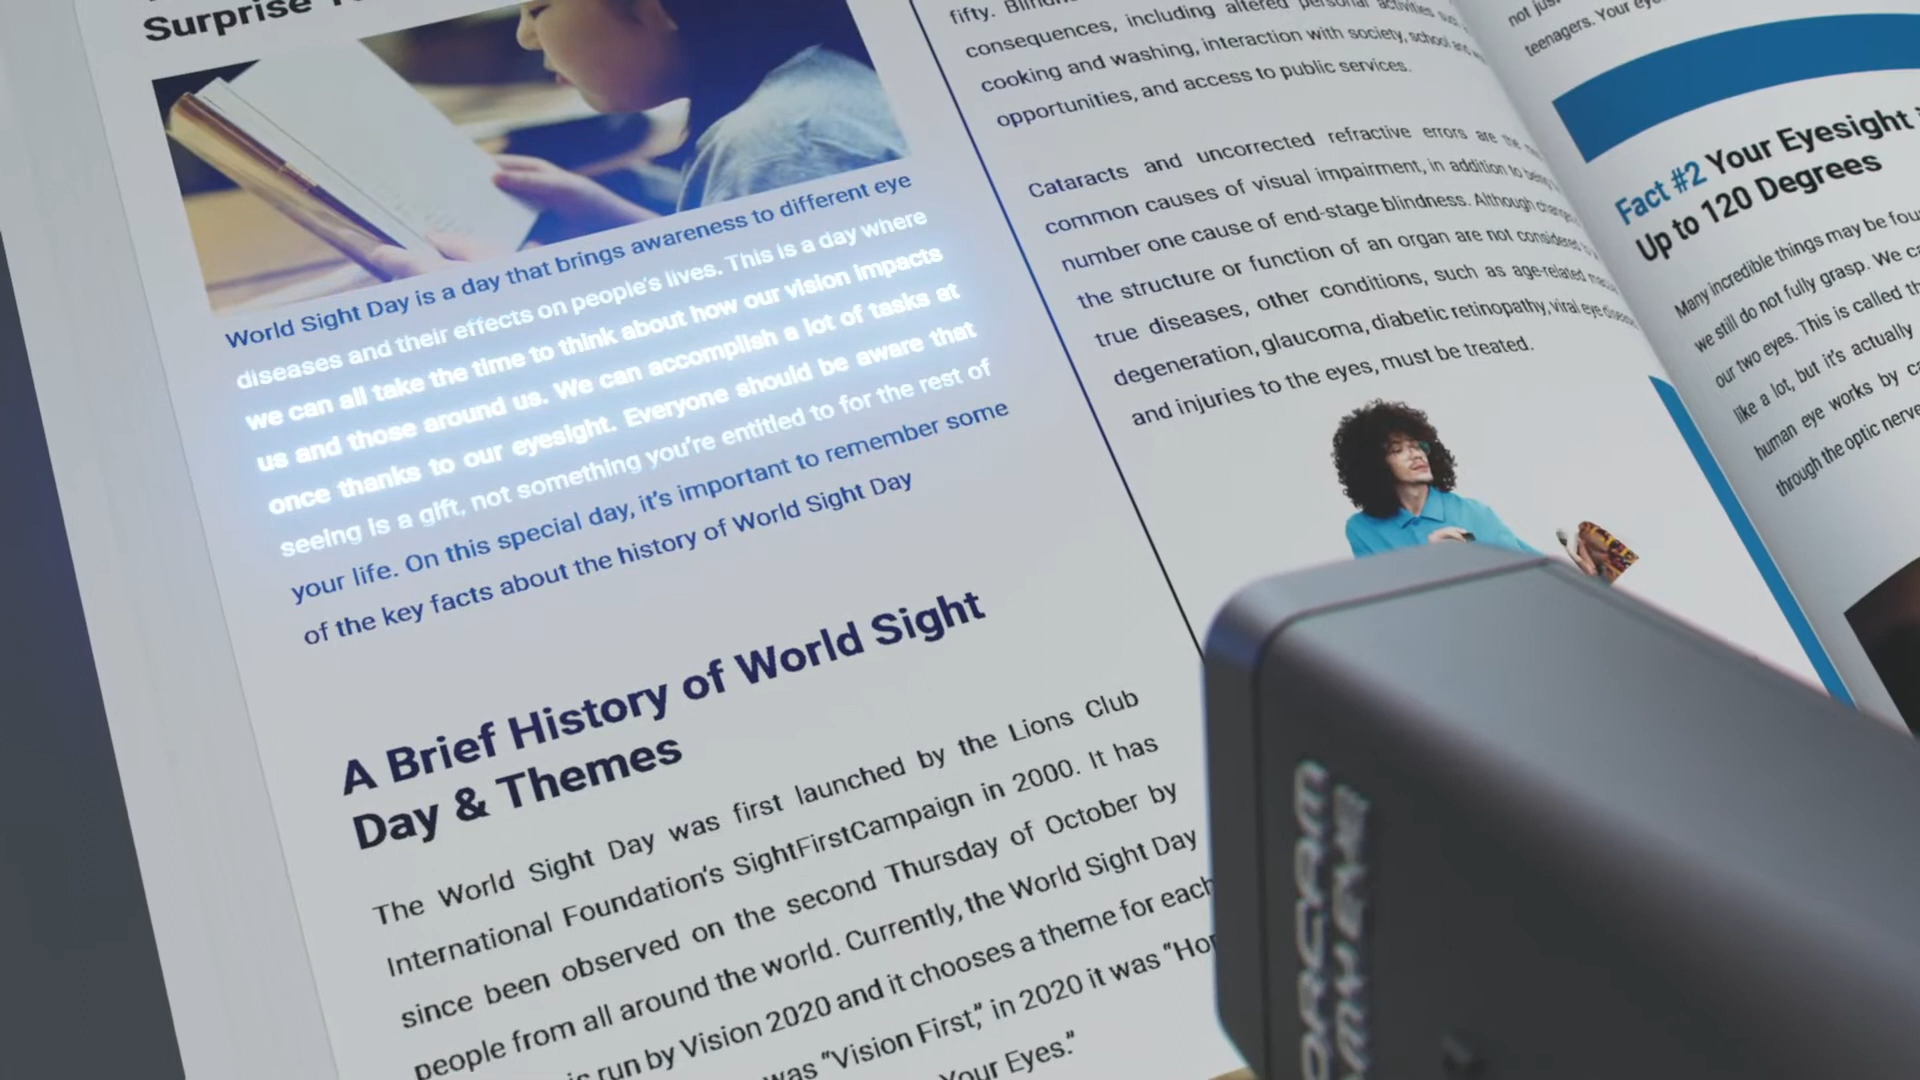 Surprise
World Sight Day is a day that brings awareness to different eye
diseases and their effects on people's lives. This is a day where
we can all take the time to think about how our vision impacts
us and those around us. We can accomplish a lot of tasks at
once thanks to our eyesight. Everyone should be aware that
seeing is a gift, not something you're entitled to for the rest of
your life. On this special day, it's important to remember some
of the key facts about the history of World Sight Day
A Brief History of World Sight
Day & Themes
The World Sight Day was first launched by the Lions Club
International Foundation's SightFirstCampaign in 2000. It has
since been observed on the second Thursday of October by
people from all around the world. Currently, the World Sight Day
is run by Vision 2020 and it chooses a theme for each
was "Vision First," in 2020 it was
Your Eyes."
fifty.
consequences, including altered personal activities
cooking and washing, interaction with society, school and
opportunities, and access to public services.
Cataracts and uncorrected refractive errors are the
common causes of visual impairment, in addition to being
number one cause of end-stage blindness. Although
the structure or function of an organ are not considered
true diseases, other conditions, such as age-related
degeneration, glaucoma, diabetic retinopathy, viral eye
and injuries to the eyes, must be treated.
not
teenagers. Your
Fact #2 Your Eyesight
Up to 120 Degrees
Many incredible things may be
we still do not fully grasp. We
our two eyes. This is called
like a lot, but it's actually
human eye works by
through the optic
ORCAM